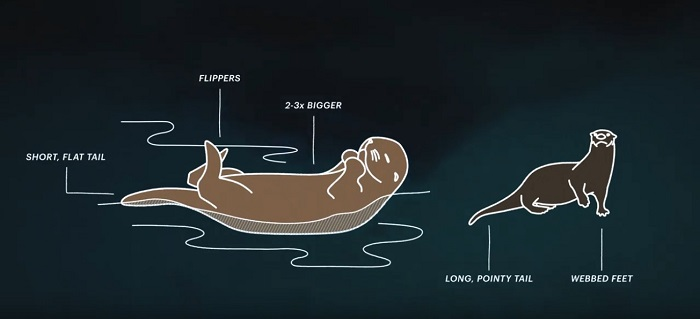 FLIPPERS
2-3x BIGGER
SHORT, FLAT TAIL
LONG, POINTY TAIL
WEBBED FEET